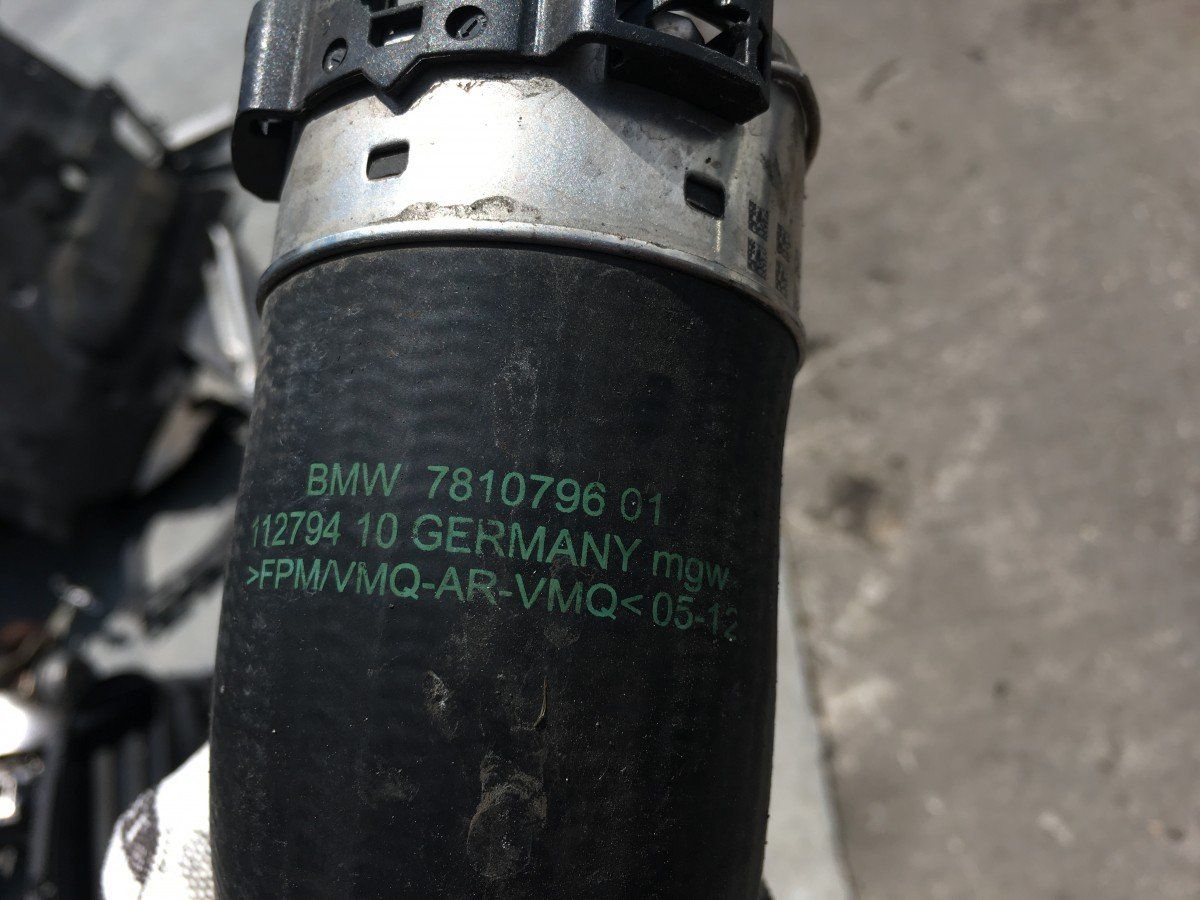 BMW 7810796 01
112794 10 GERMANY mgw
>FPM/VMQ-AR-VMQ< 05-12